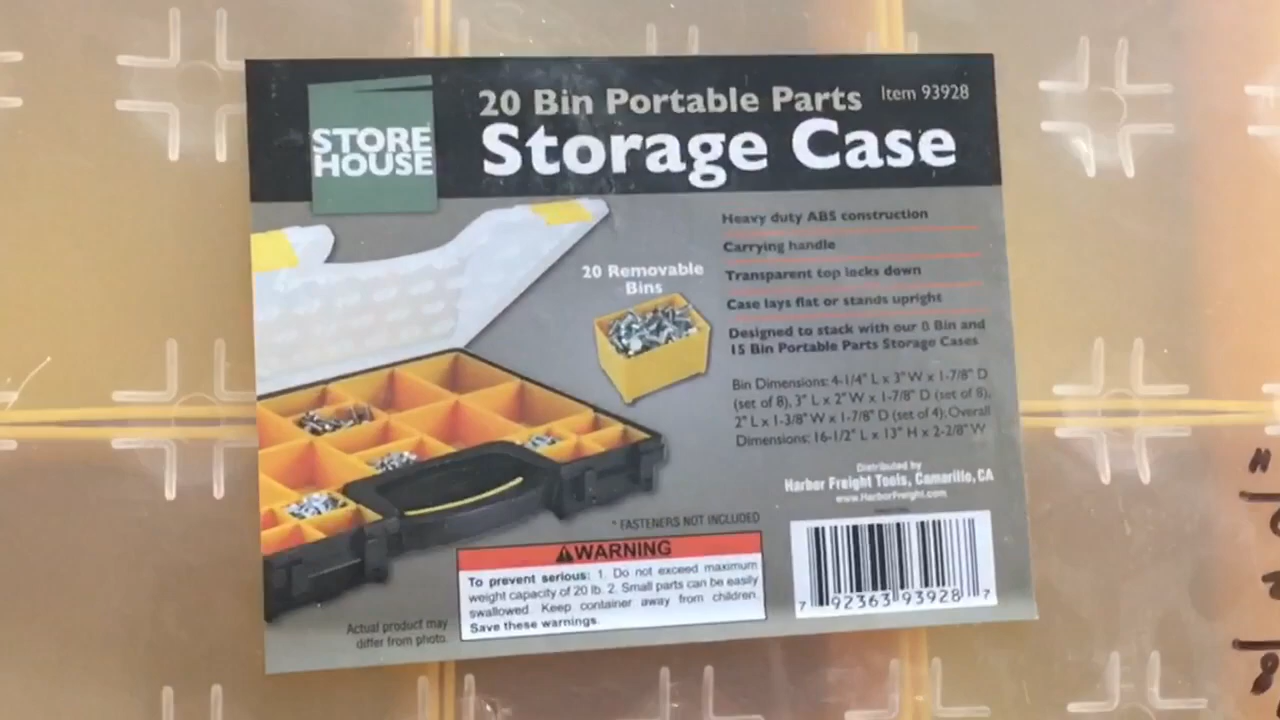 STORE
HOUSE
20 Bin Portable Parts
Item 93928
Storage Case
20 Removable
Bins
Heavy duty ABS construction
Carrying handle
Transparent top locks down
Case lays flat or stands upright
Designed to stack with our 8 Bin and
15 Bin Portable Parts Storage Cases
Bin Dimensions: 4-1/4" L x 3" W x 1-7/8" D
(set of 8), 3" L x 2" W x 1-7/8" D (set of 8),
2" L x 1-3/8" W x 1-7/8" D (set of 4); Overall
Dimensions: 16-1/2" L x 13" H x 2-2/8" W
Distributed by
Harbor Freight Tools, Camarillo, CA
www.HarborFreight.com
* FASTENERS NOT INCLUDED
⚠WARNING
To prevent serious: 1. Do not exceed maximum
weight capacity of 20 lb. 2. Small parts can be easily
swallowed. Keep container away from children.
Save these warnings.
Actual product may
differ from photo.
7 92363 93928 7